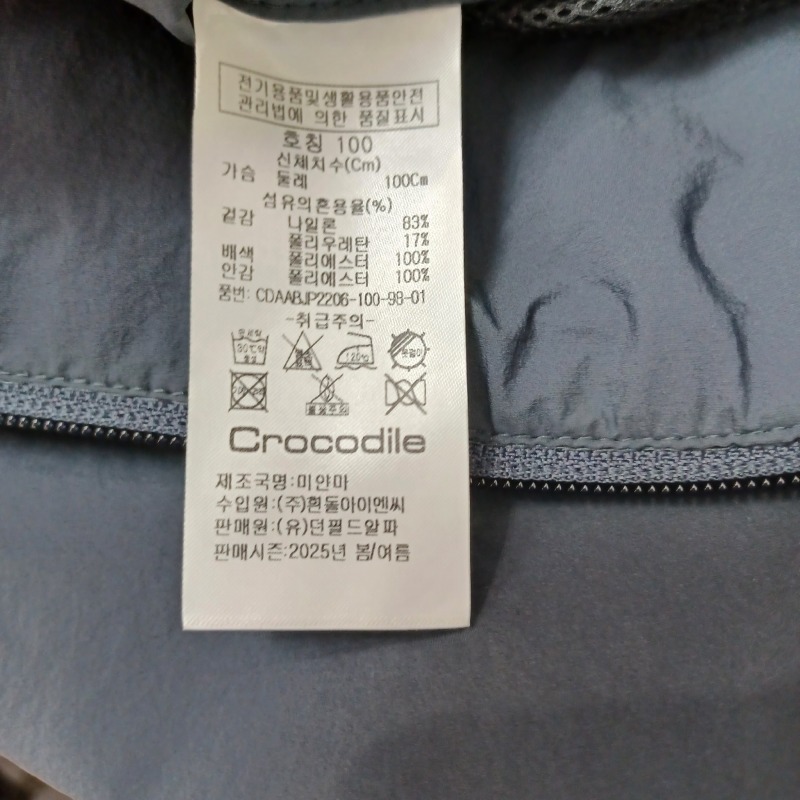 전기용품및생활용품안전
관리법에 의한 품질표시
호칭 100
신체치수(Cm)
가슴 둘레 100Cm
섬유의혼용율(%)
겉감 나일론 83%
폴리우레탄 17%
배색 폴리에스터 100%
인감 폴리에스터 100%
품번: CDAABJP2206-100-98-01
-취급주의-
30℃
120℃
Crocodile
제조국명:미얀마
수입원:(주)흰돌아이엔씨
판매원:(유)던필드알파
판매시즌:2025년 봄/여름